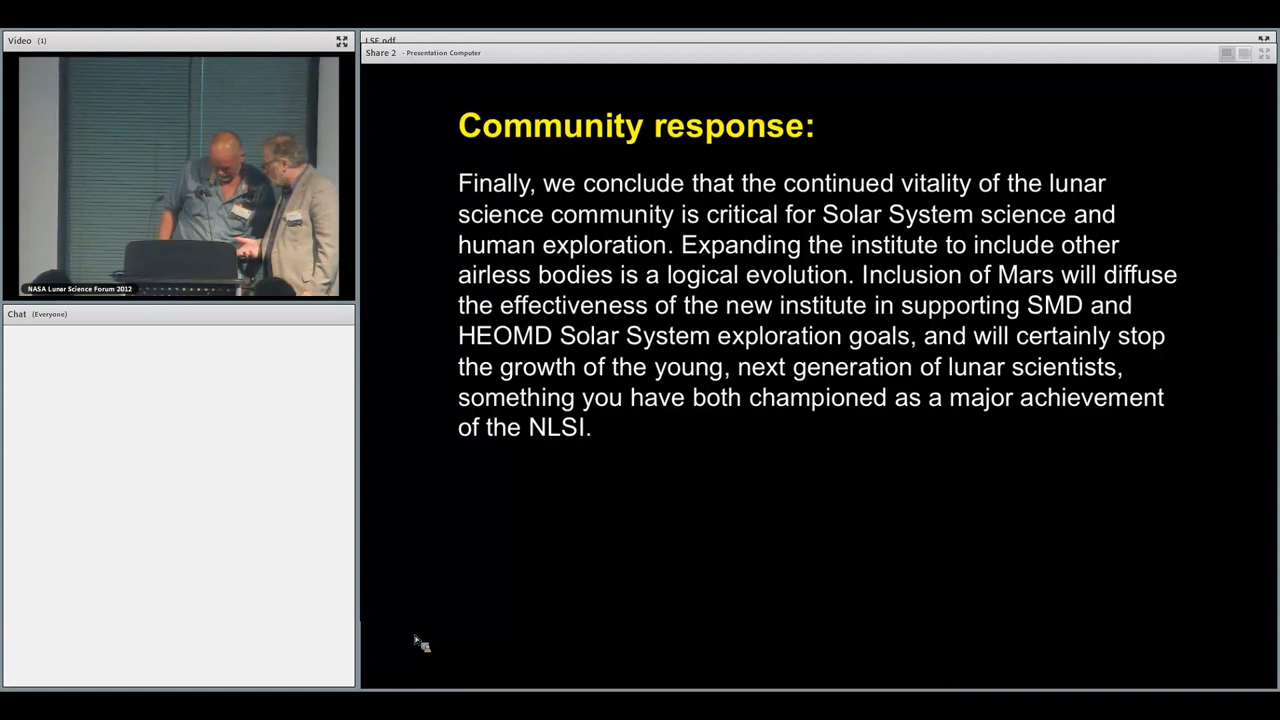 Video (1)
LSF.pdf
Share 2 - Presentation Computer
NASA Lunar Science Forum 2012
Chat (Everyone)
Community response:
Finally, we conclude that the continued vitality of the lunar
science community is critical for Solar System science and
human exploration. Expanding the institute to include other
airless bodies is a logical evolution. Inclusion of Mars will diffuse
the effectiveness of the new institute in supporting SMD and
HEOMD Solar System exploration goals, and will certainly stop
the growth of the young, next generation of lunar scientists,
something you have both championed as a major achievement
of the NLSI.